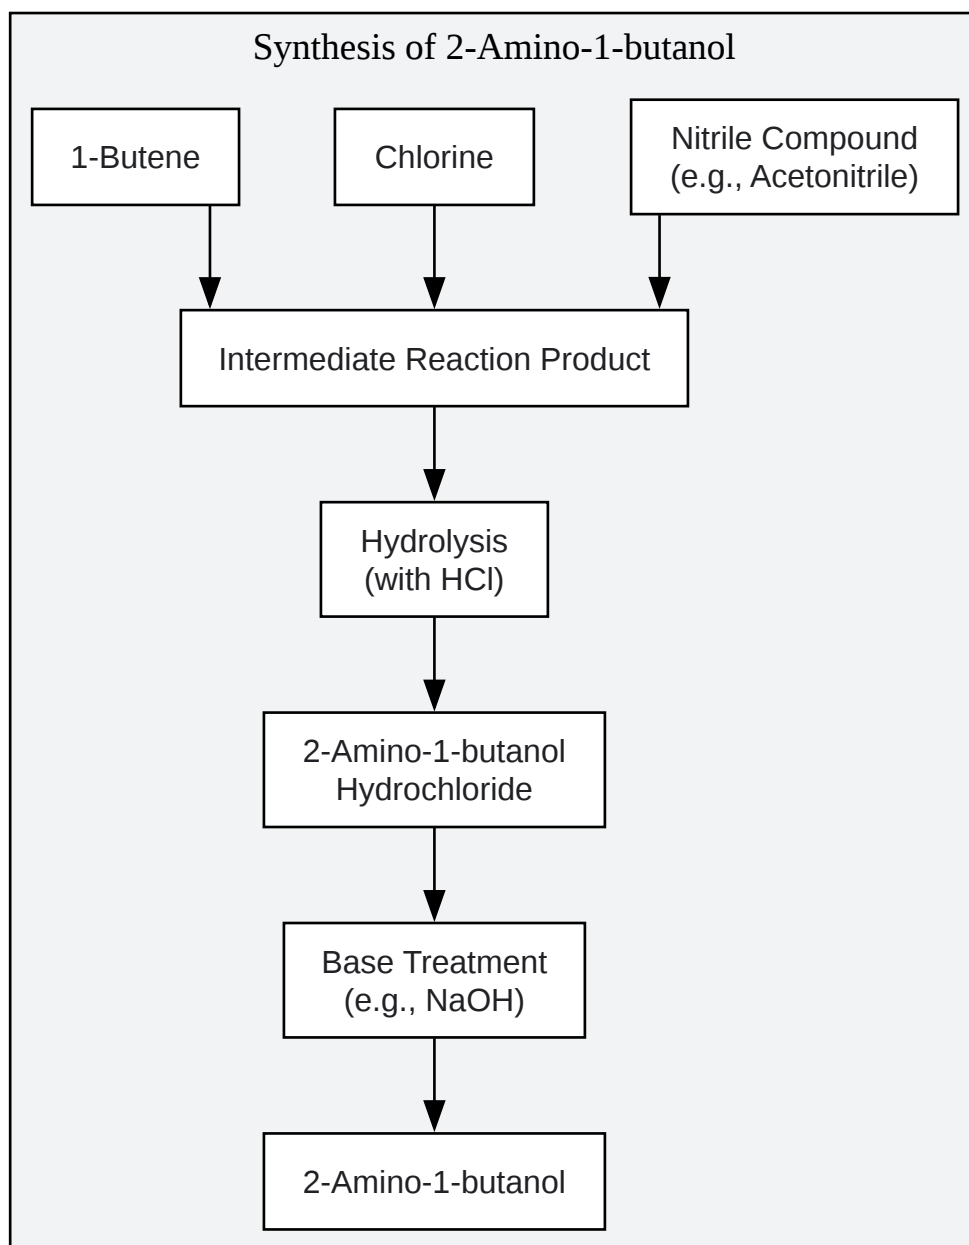 Synthesis of 2-Amino-1-butanol
1-Butene
Chlorine
Nitrile Compound
(e.g., Acetonitrile)
Intermediate Reaction Product
Hydrolysis
(with HCl)
2-Amino-1-butanol
Hydrochloride
Base Treatment
(e.g., NaOH)
2-Amino-1-butanol